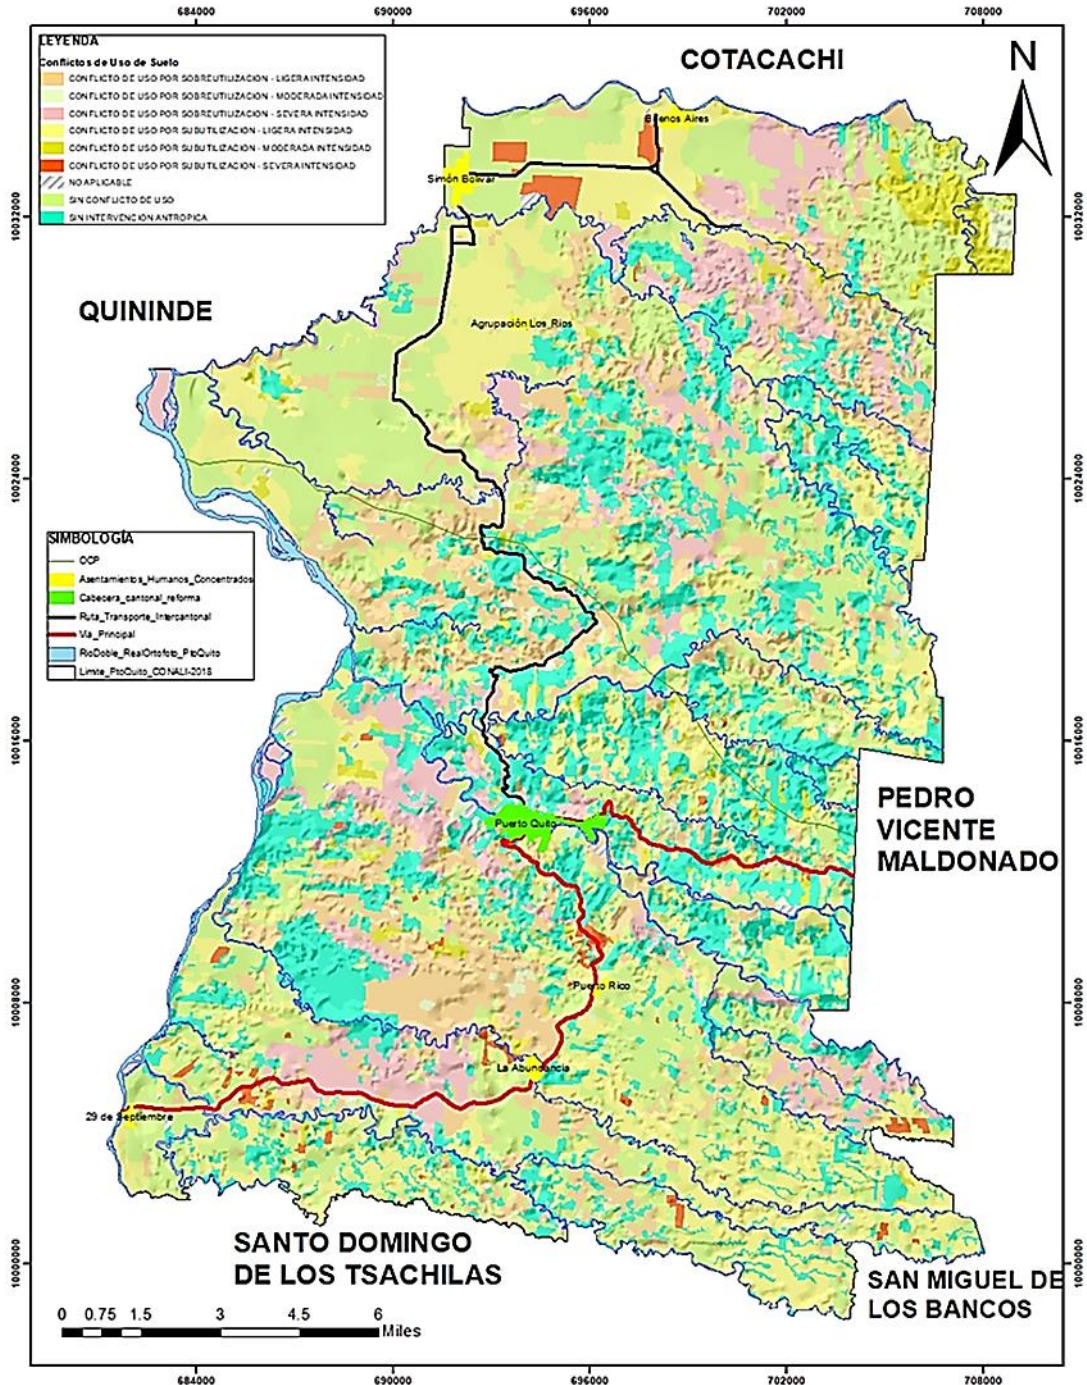 684000 690000 696000 702000 708000
LEYENDA
Conflictos de Uso de Suelo
CONFLICTO DE USO POR SOBREUTILIZACION - LIGERA INTENSIDAD
CONFLICTO DE USO POR SOBREUTILIZACION - MODERADA INTENSIDAD
CONFLICTO DE USO POR SOBREUTILIZACION - SEVERA INTENSIDAD
CONFLICTO DE USO POR SUBUTILIZACION - LIGERA INTENSIDAD
CONFLICTO DE USO POR SUBUTILIZACION - MODERADA INTENSIDAD
CONFLICTO DE USO POR SUBUTILIZACION - SEVERA INTENSIDAD
NO APLICABLE
SIN CONFLICTO DE USO
SIN INTERVENCION ANTROPICA
COTACACHI
N
Buenos Aires
Simón Bolívar
10032000
10032000
QUININDE
Agrupación Los Ríos
10024000
10024000
SIMBOLOGÍA
OCP
Asentamientos_Humanos_Concentrados
Cabecera_cantonal_reforma
Ruta_Transporte_Intercantonal
Vía_Principal
RioDoble_RealOrtofoto_PtoQuito
Limite_PtoQuito_CONALI-2018
10016000
10016000
PEDRO
VICENTE
MALDONADO
Puerto Quito
Puerto Rico
10008000
10008000
La Abundancia
29 de Septiembre
SANTO DOMINGO
DE LOS TSACHILAS
SAN MIGUEL DE
LOS BANCOS
10000000
10000000
0 0.75 1.5 3 4.5 6
Miles
684000 690000 696000 702000 708000